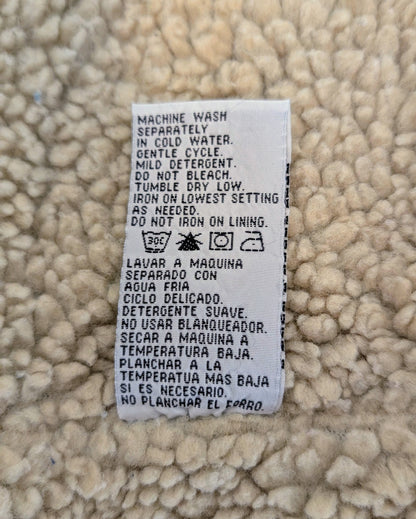 MACHINE WASH
SEPARATELY
IN COLD WATER.
GENTLE CYCLE.
MILD DETERGENT.
DO NOT BLEACH.
TUMBLE DRY LOW.
IRON ON LOWEST SETTING
AS NEEDED.
DO NOT IRON ON LINING.
30C
LAVAR A MAQUINA
SEPARADO CON
AGUA FRIA
CICLO DELICADO.
DETERGENTE SUAVE.
NO USAR BLANQUEADOR.
SECAR A MAQUINA A
TEMPERATURA BAJA.
PLANCHAR A LA
TEMPERATUA MAS BAJA
SI ES NECESARIO.
NO PLANCHAR EL FORRO.